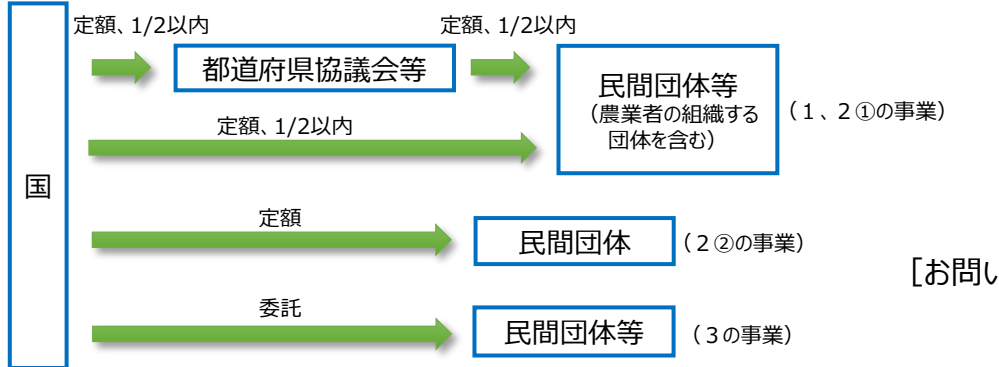 定額、1/2以内
定額、1/2以内
都道府県協議会等
民間団体等
（農業者の組織する
団体を含む）
（１、２①の事業）
定額、1/2以内
国
定額
民間団体
（２②の事業）
[お問い
委託
民間団体等
（３の事業）